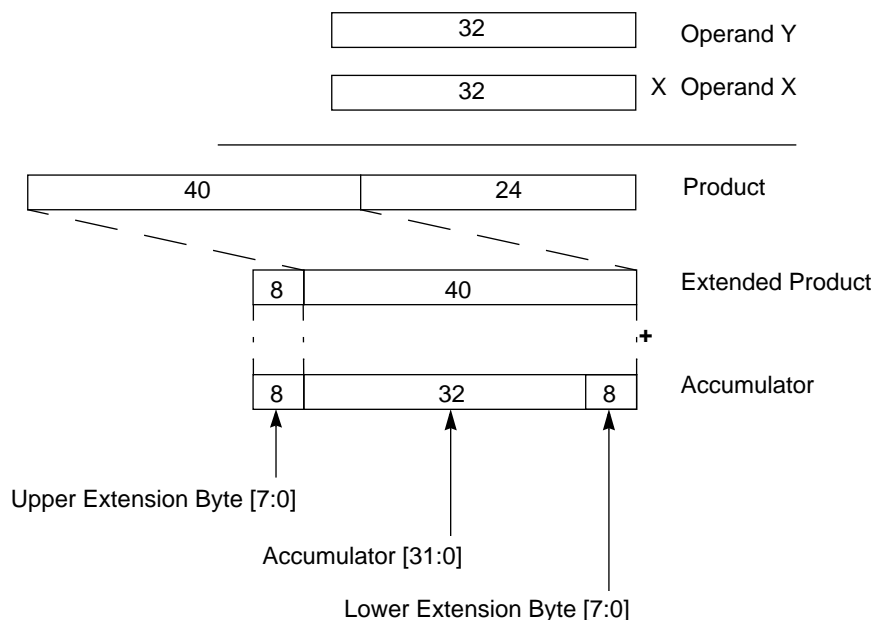 32 Operand Y
32 X Operand X
40 24 Product
8 40 Extended Product
+
8 32 8 Accumulator
Upper Extension Byte [7:0]
Accumulator [31:0]
Lower Extension Byte [7:0]